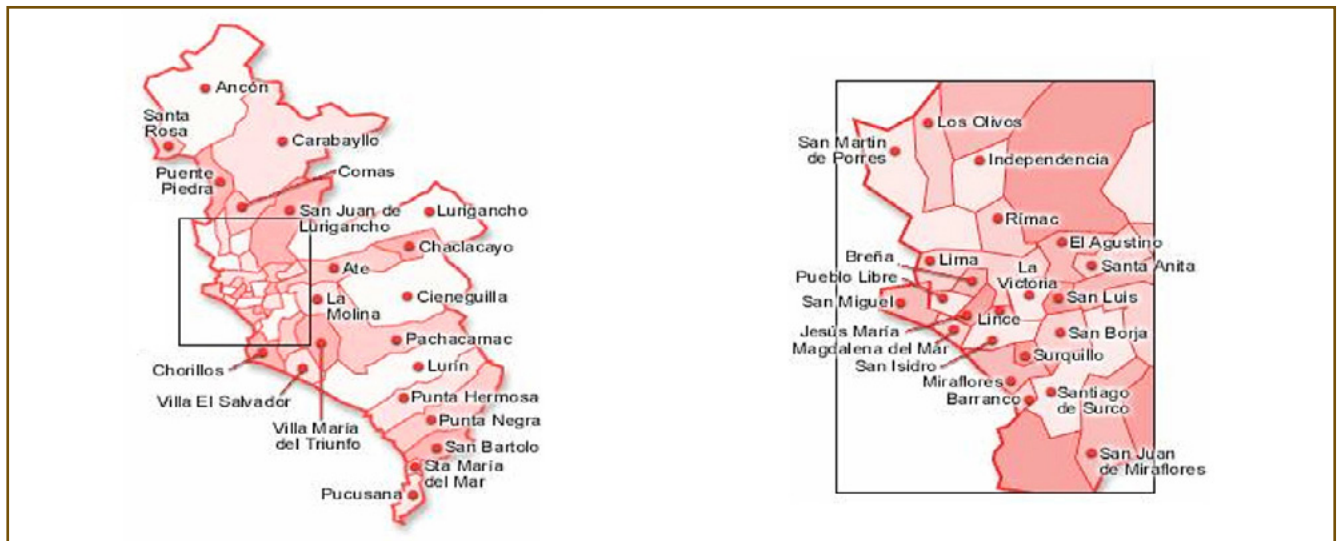 Ancón
Santa
Rosa
Carabayllo
Puente
Piedra
Comas
San Juan de
Lurigancho
Lurigancho
Chaclacayo
Ate
La
Molina
Cieneguilla
Pachacamac
Chorillos
Lurín
Villa El Salvador
Punta Hermosa
Villa María
del Triunfo
Punta Negra
San Bartolo
Sta María
del Mar
Pucusana
Los Olivos
San Martin
de Porres
Independencia
Rímac
El Agustino
Breña
Lima
La
Victoria
Santa Anita
Pueblo Libre
San Miguel
San Luis
Jesús María
Lince
Magdalena del Mar
San Borja
San Isidro
Surquillo
Miraflores
Barranco
Santiago
de Surco
San Juan
de Miraflores